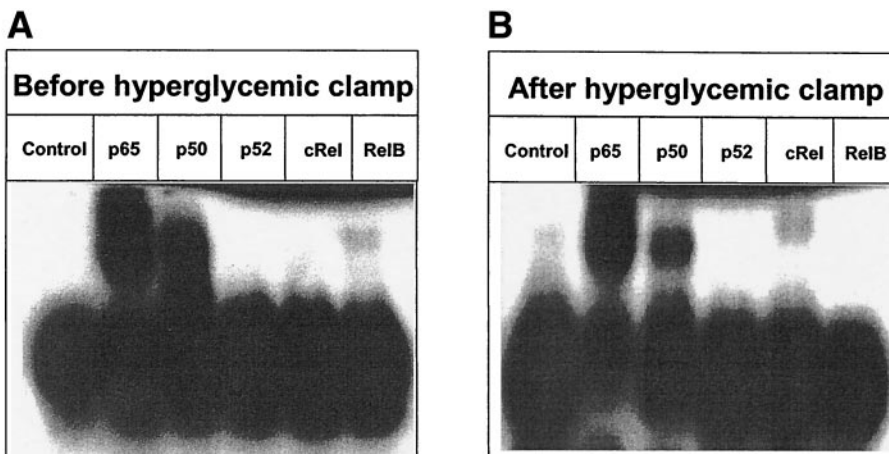 A
Before hyperglycemic clamp
Control p65 p50 p52 cRel RelB
B
After hyperglycemic clamp
Control p65 p50 p52 cRel RelB